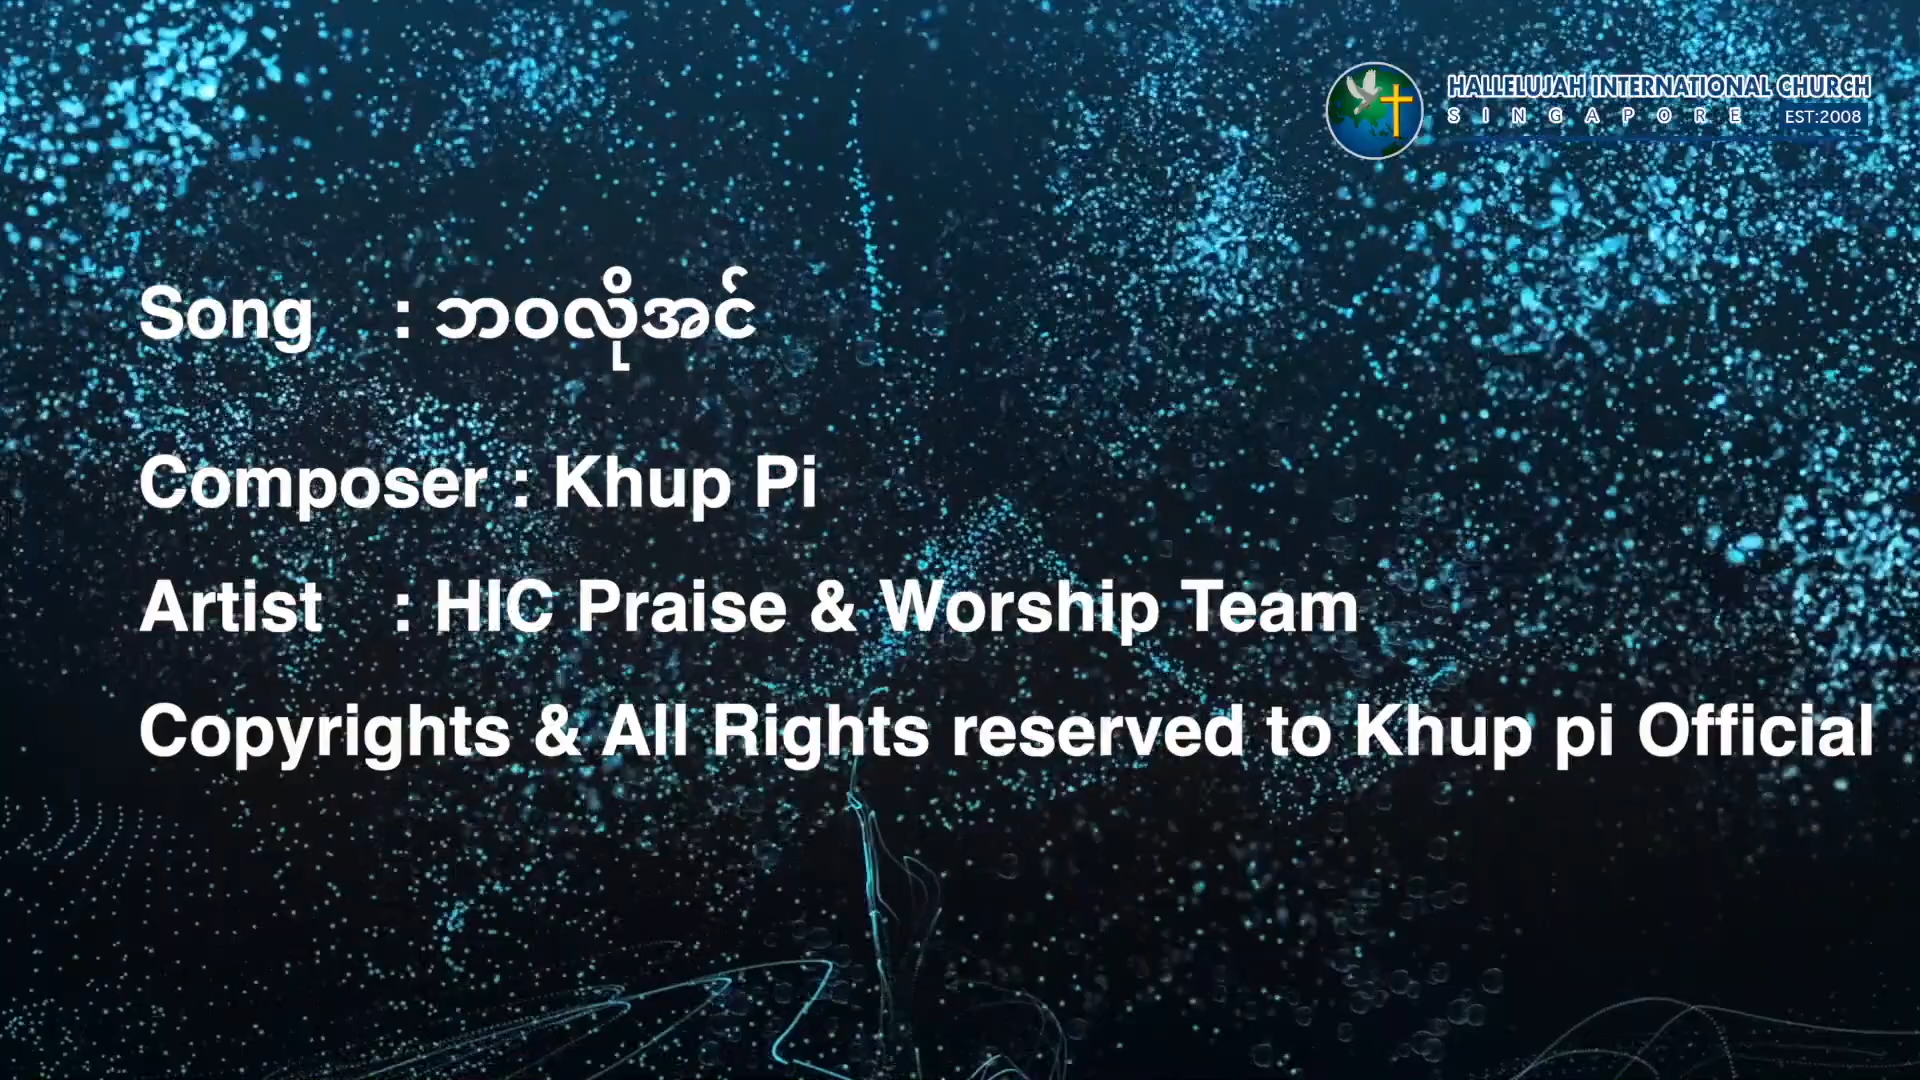 HALLELUJAH INTERNATIONAL CHURCH
SINGAPORE EST:2008
Song : ဘဝလိုအင်
Composer : Khup Pi
Artist : HIC Praise & Worship Team
Copyrights & All Rights reserved to Khup pi Official